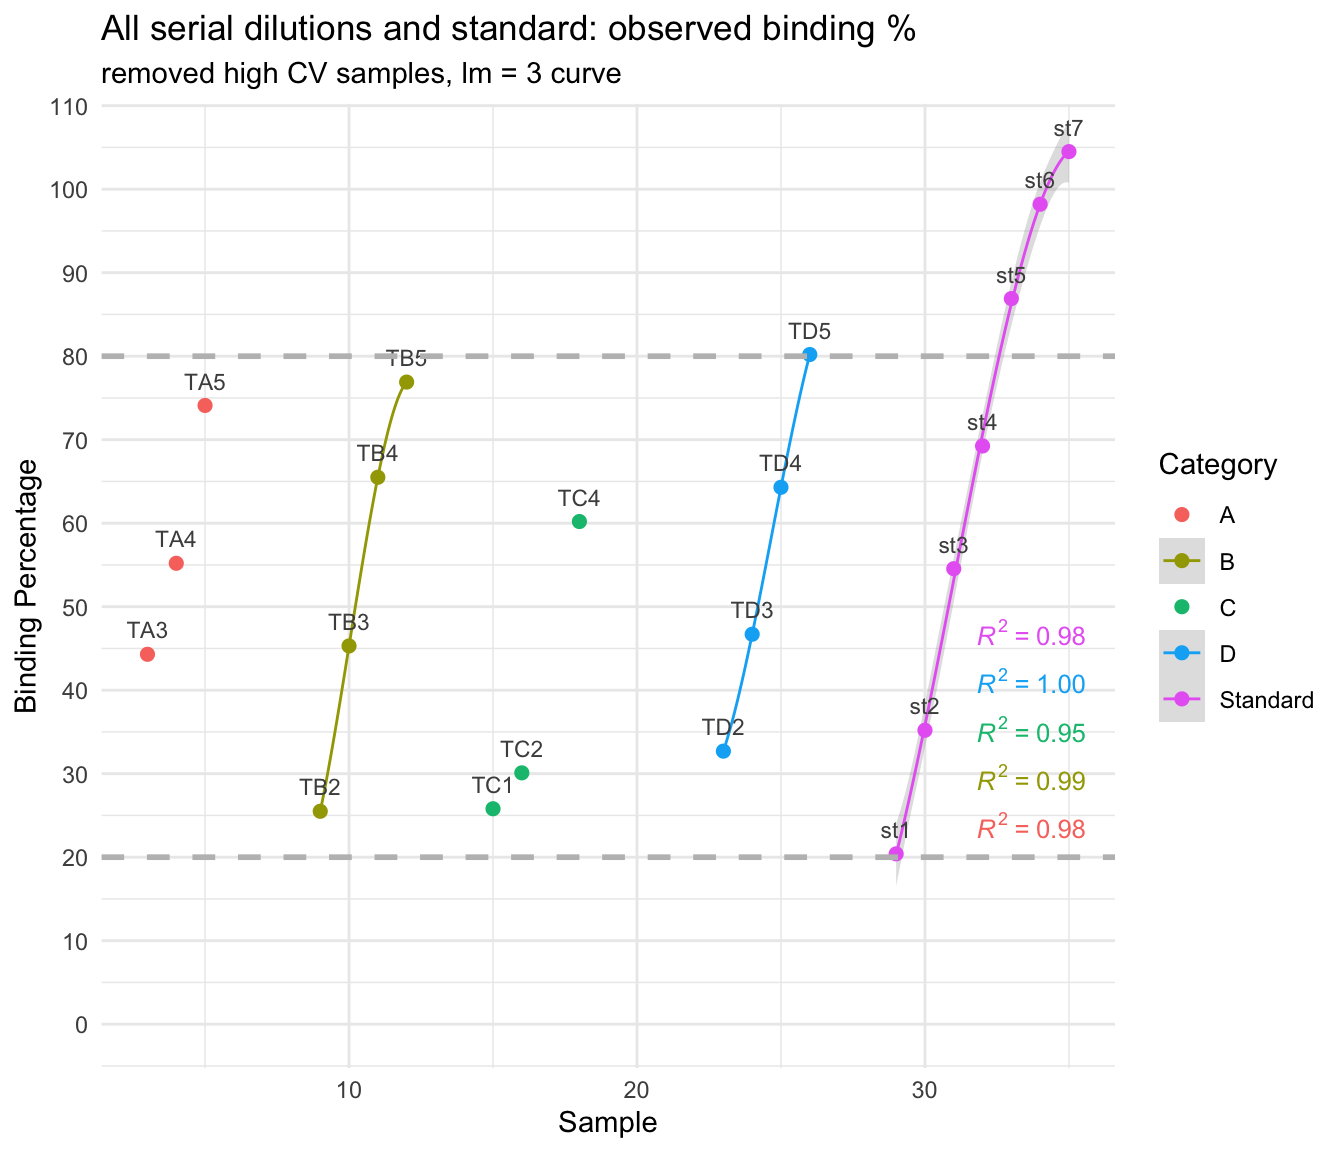 All serial dilutions and standard: observed binding %
removed high CV samples, lm = 3 curve
110
100
90
80
70
60
50
40
30
20
10
0
Binding Percentage
st7
st6
st5
TD5
TB5
TA5
st4
TB4
TD4
TC4
TA4
st3
TA3
TB3
TD3
R² = 0.98
R² = 1.00
st2
TD2
R² = 0.95
TC2
TC1
TB2
R² = 0.99
st1
R² = 0.98
10
20
30
Sample
Category
A
B
C
D
Standard